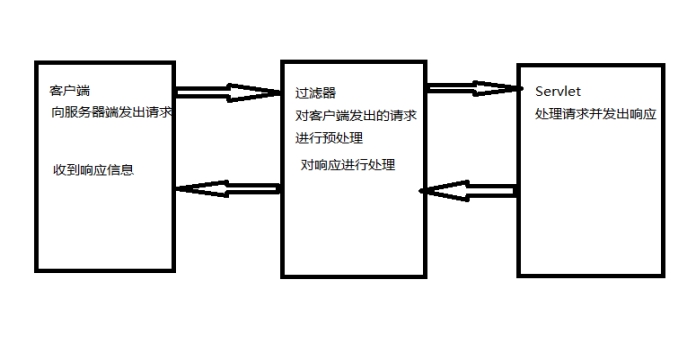 客户端
向服务器端发出请求
收到响应信息
过滤器
对客户端发出的请求
进行预处理
对响应进行处理
Servlet
处理请求并发出响应